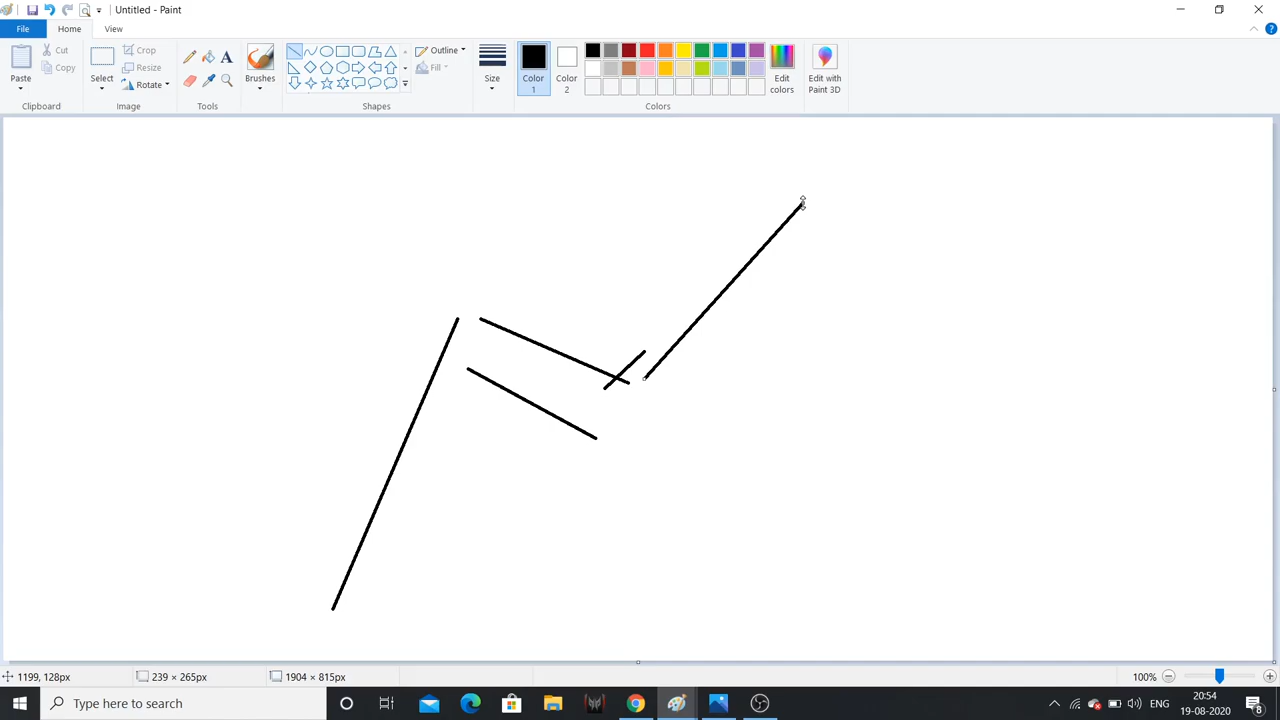 Untitled - Paint
File
Home
View
Paste
Cut
Copy
Clipboard
Select
Crop
Resize
Rotate
Image
A
Tools
Brushes
Outline
Fill
Shapes
Size
Color 1
Color 2
Edit colors
Colors
Edit with Paint 3D
1199, 128px
239 × 265px
1904 × 815px
100%
Type here to search
ENG
20:54
19-08-2020
8